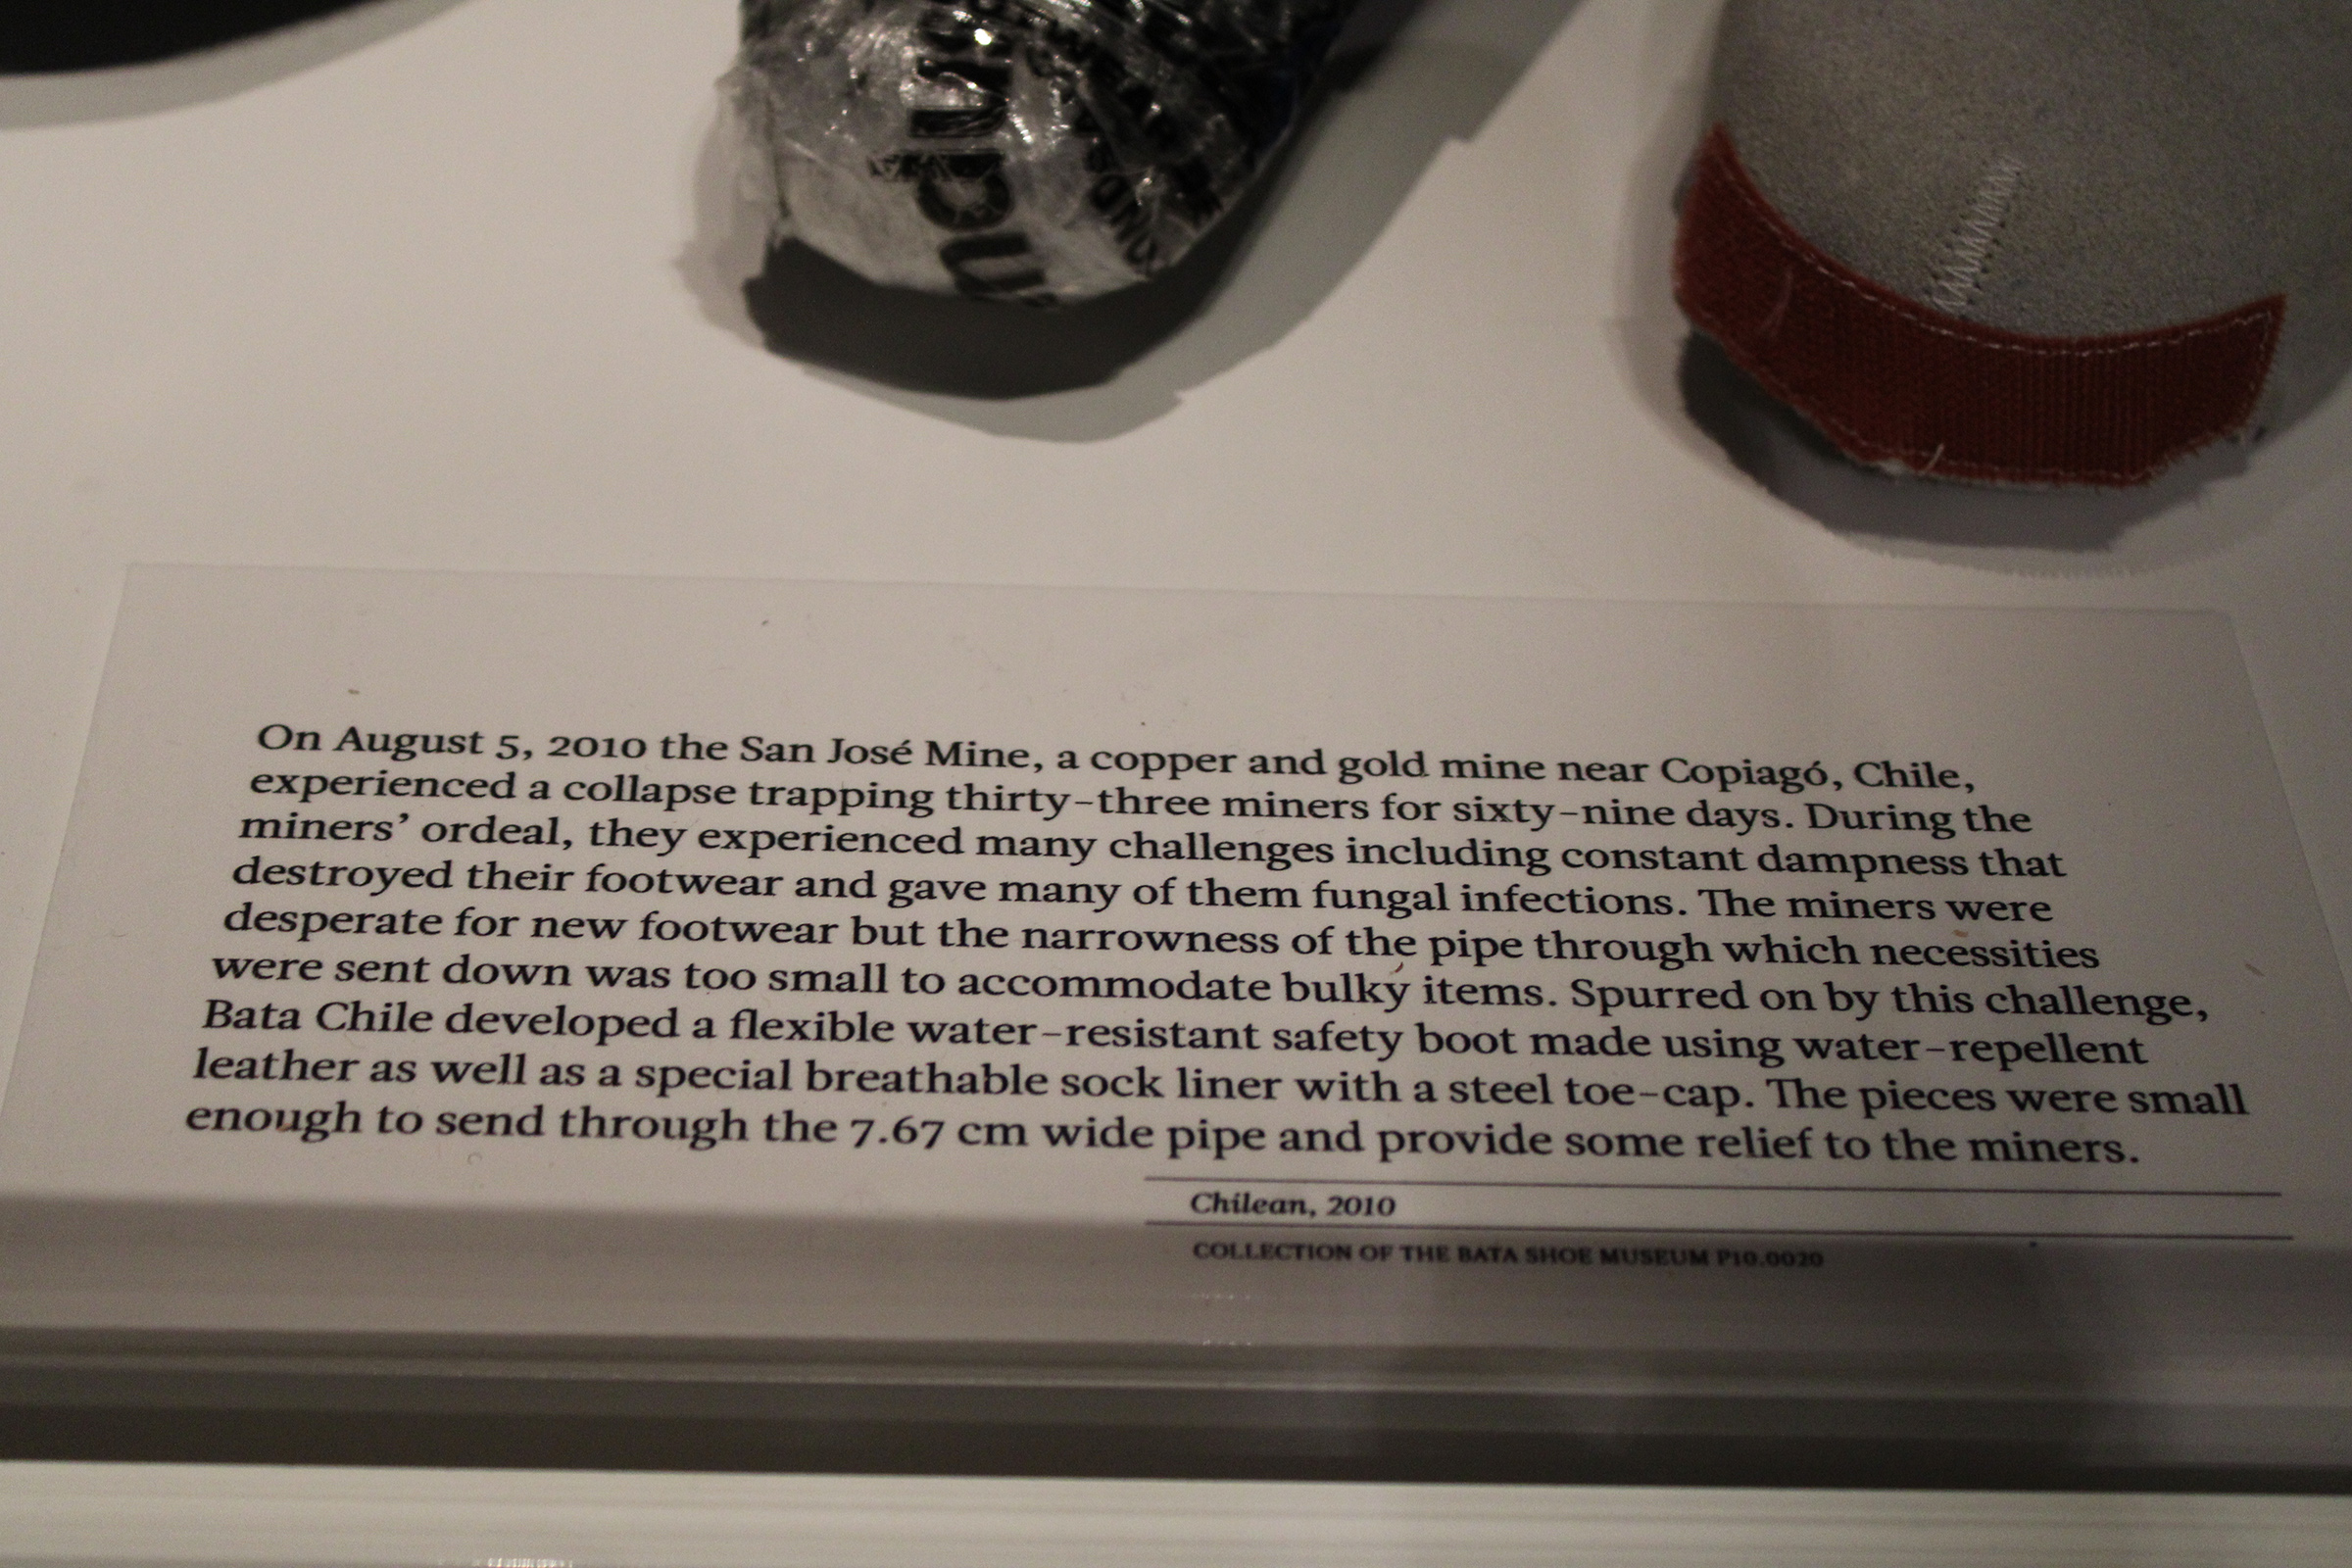 On August 5, 2010 the San José Mine, a copper and gold mine near Copiagó, Chile,
experienced a collapse trapping thirty-three miners for sixty-nine days. During the
miners’ ordeal, they experienced many challenges including constant dampness that
destroyed their footwear and gave many of them fungal infections. The miners were
desperate for new footwear but the narrowness of the pipe through which necessities
were sent down was too small to accommodate bulky items. Spurred on by this challenge,
Bata Chile developed a flexible water-resistant safety boot made using water-repellent
leather as well as a special breathable sock liner with a steel toe-cap. The pieces were small
enough to send through the 7.67 cm wide pipe and provide some relief to the miners.
Chilean, 2010
COLLECTION OF THE BATA SHOE MUSEUM P10.0020